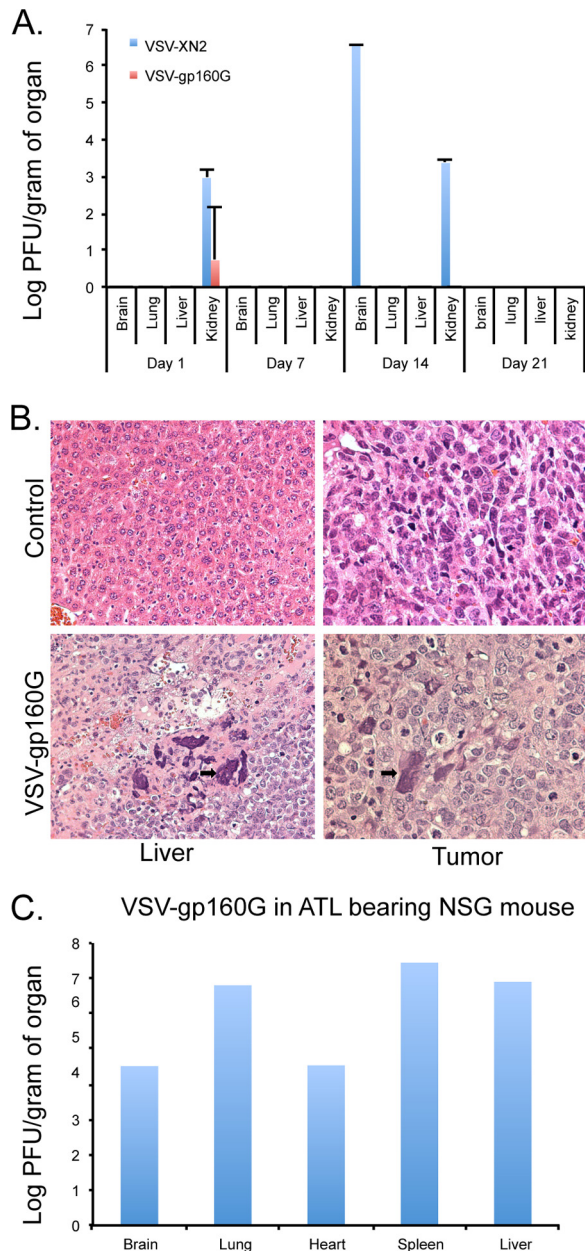 A.
VSV-XN2
VSV-gp160G
Log PFU/gram of organ
7
6
5
4
3
2
1
0
Brain Lung Liver Kidney Brain Lung Liver Kidney Brain Lung Liver Kidney brain lung liver kidney
Day 1 Day 7 Day 14 Day 21
B.
Control
VSV-gp160G
Liver Tumor
C. VSV-gp160G in ATL bearing NSG mouse
Log PFU/gram of organ
8
7
6
5
4
3
2
1
0
Brain Lung Heart Spleen Liver